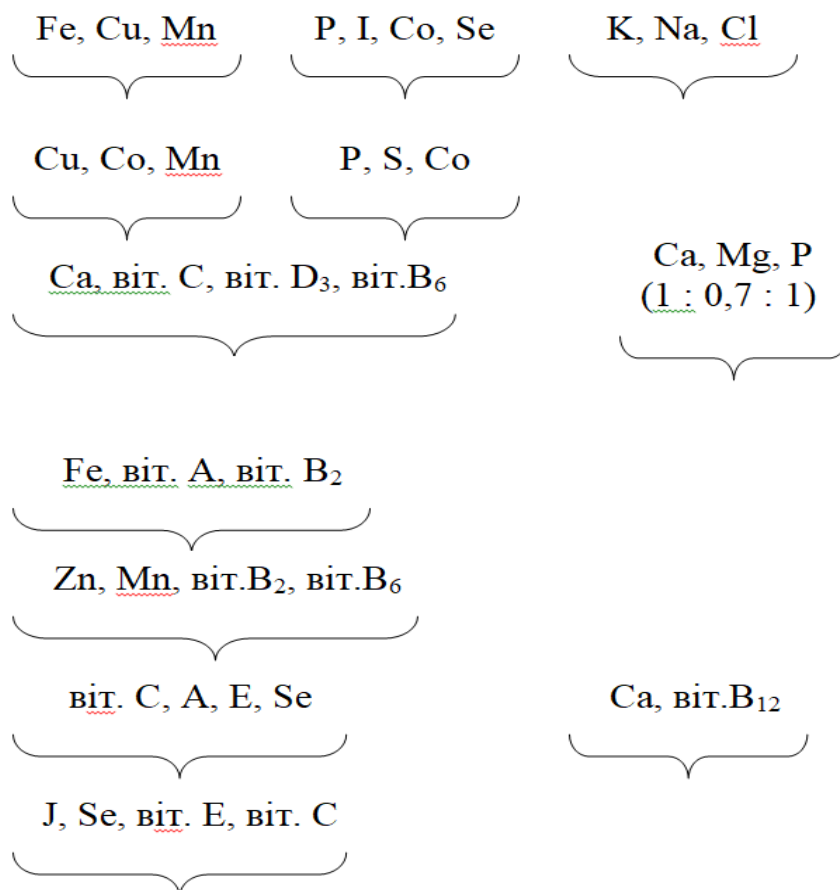 Fe, Cu, Mn
P, I, Co, Se
K, Na, Cl
Cu, Co, Mn
P, S, Co
Ca, віт. C, віт. D₃, віт.B₆
Ca, Mg, P
(1 : 0,7 : 1)
Fe, віт. A, віт. B₂
Zn, Mn, віт.B₂, віт.B₆
віт. C, A, E, Se
Ca, віт.B₁₂
J, Se, віт. E, віт. C